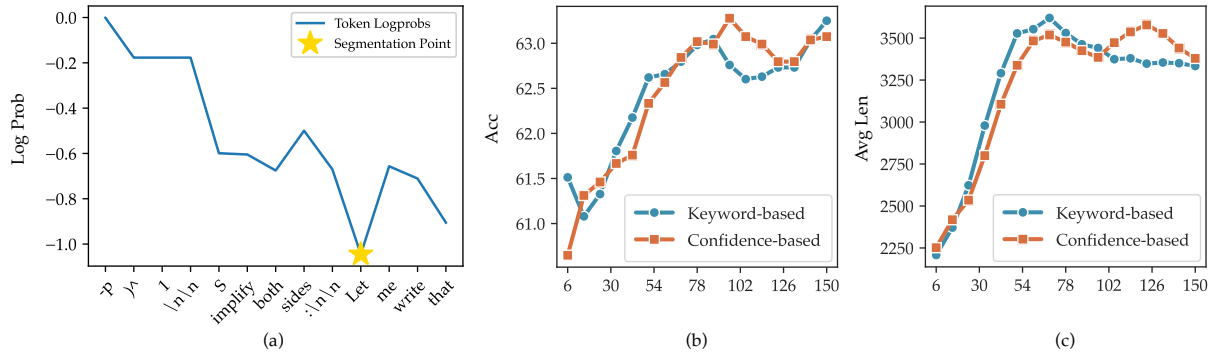 Log Prob
0.0
−0.2
−0.4
−0.6
−0.8
−1.0
Token Logprobs
Segmentation Point
-p
)^
1
\n\n
S
implify
both
sides
:\n\n
Let
me
write
that
(a)
Acc
63.0
62.5
62.0
61.5
61.0
Keyword-based
Confidence-based
6 30 54 78 102 126 150
(b)
Avg Len
3500
3250
3000
2750
2500
2250
Keyword-based
Confidence-based
6 30 54 78 102 126 150
(c)